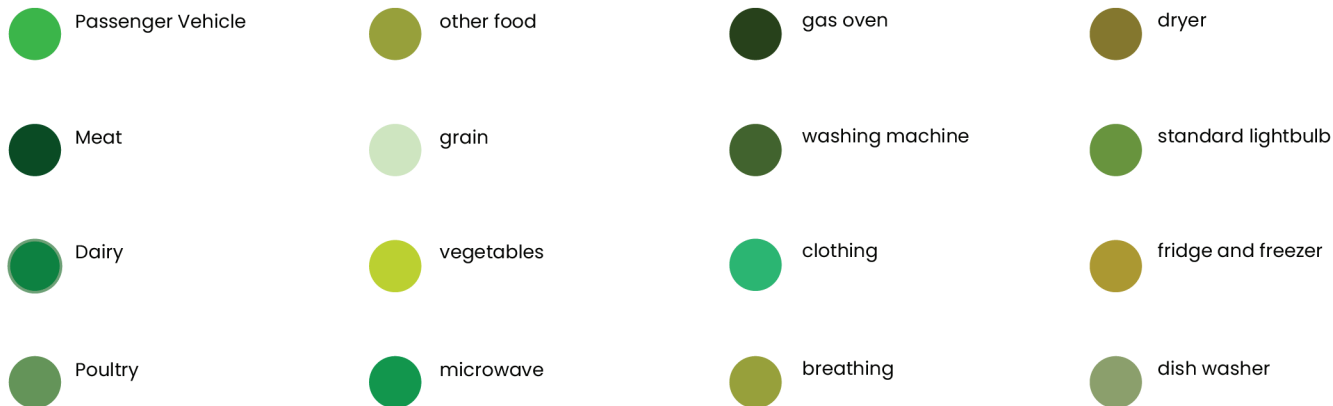 Passenger Vehicle
other food
gas oven
dryer
Meat
grain
washing machine
standard lightbulb
Dairy
vegetables
clothing
fridge and freezer
Poultry
microwave
breathing
dish washer